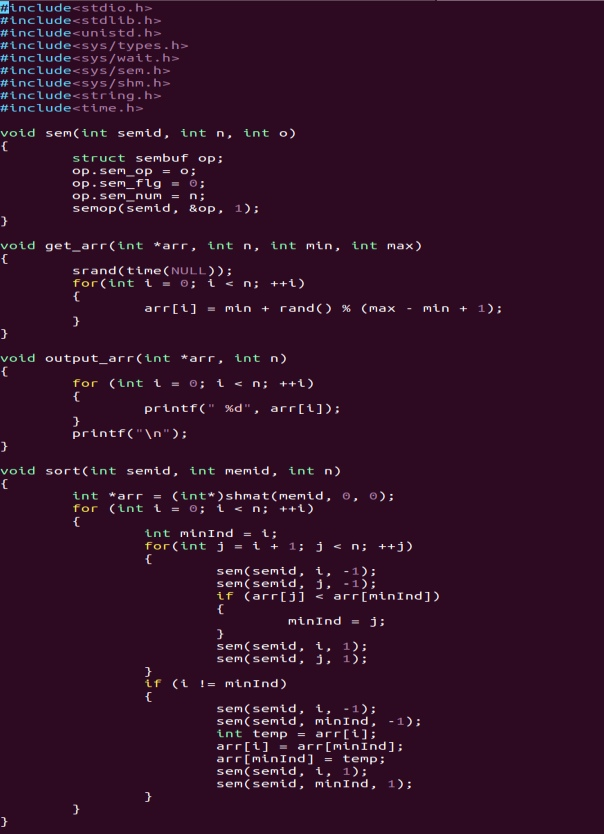 #include<stdio.h>
#include<stdlib.h>
#include<unistd.h>
#include<sys/types.h>
#include<sys/wait.h>
#include<sys/sem.h>
#include<sys/shm.h>
#include<string.h>
#include<time.h>

void sem(int semid, int n, int o)
{
        struct sembuf op;
        op.sem_op = o;
        op.sem_flg = 0;
        op.sem_num = n;
        semop(semid, &op, 1);
}

void get_arr(int *arr, int n, int min, int max)
{
        srand(time(NULL));
        for(int i = 0; i < n; ++i)
        {
                arr[i] = min + rand() % (max - min + 1);
        }
}

void output_arr(int *arr, int n)
{
        for (int i = 0; i < n; ++i)
        {
                printf(" %d", arr[i]);
        }
        printf("\n");
}

void sort(int semid, int memid, int n)
{
        int *arr = (int*)shmat(memid, 0, 0);
        for (int i = 0; i < n; ++i)
        {
                int minInd = i;
                for(int j = i + 1; j < n; ++j)
                {
                        sem(semid, i, -1);
                        sem(semid, j, -1);
                        if (arr[j] < arr[minInd])
                        {
                                minInd = j;
                        }
                        sem(semid, i, 1);
                        sem(semid, j, 1);
                }
                if (i != minInd)
                {
                        sem(semid, i, -1);
                        sem(semid, minInd, -1);
                        int temp = arr[i];
                        arr[i] = arr[minInd];
                        arr[minInd] = temp;
                        sem(semid, i, 1);
                        sem(semid, minInd, 1);
                }
        }
}